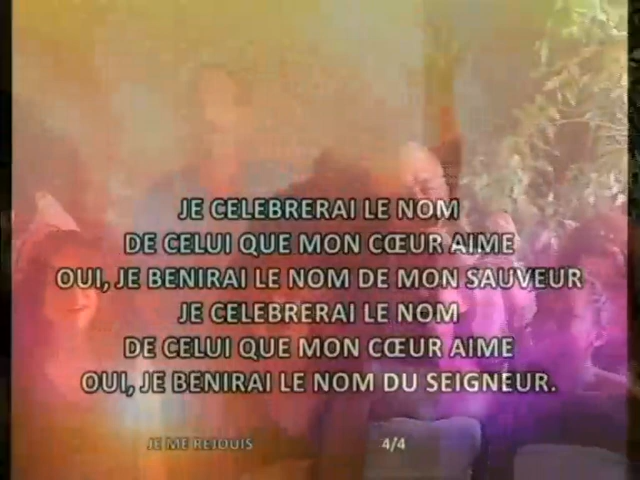 JE CELEBRERAI LE NOM
DE CELUI QUE MON CŒUR AIME
OUI, JE BENIRAI LE NOM DE MON SAUVEUR
JE CELEBRERAI LE NOM
DE CELUI QUE MON CŒUR AIME
OUI, JE BENIRAI LE NOM DU SEIGNEUR.
JE ME REJOUIS 4/4